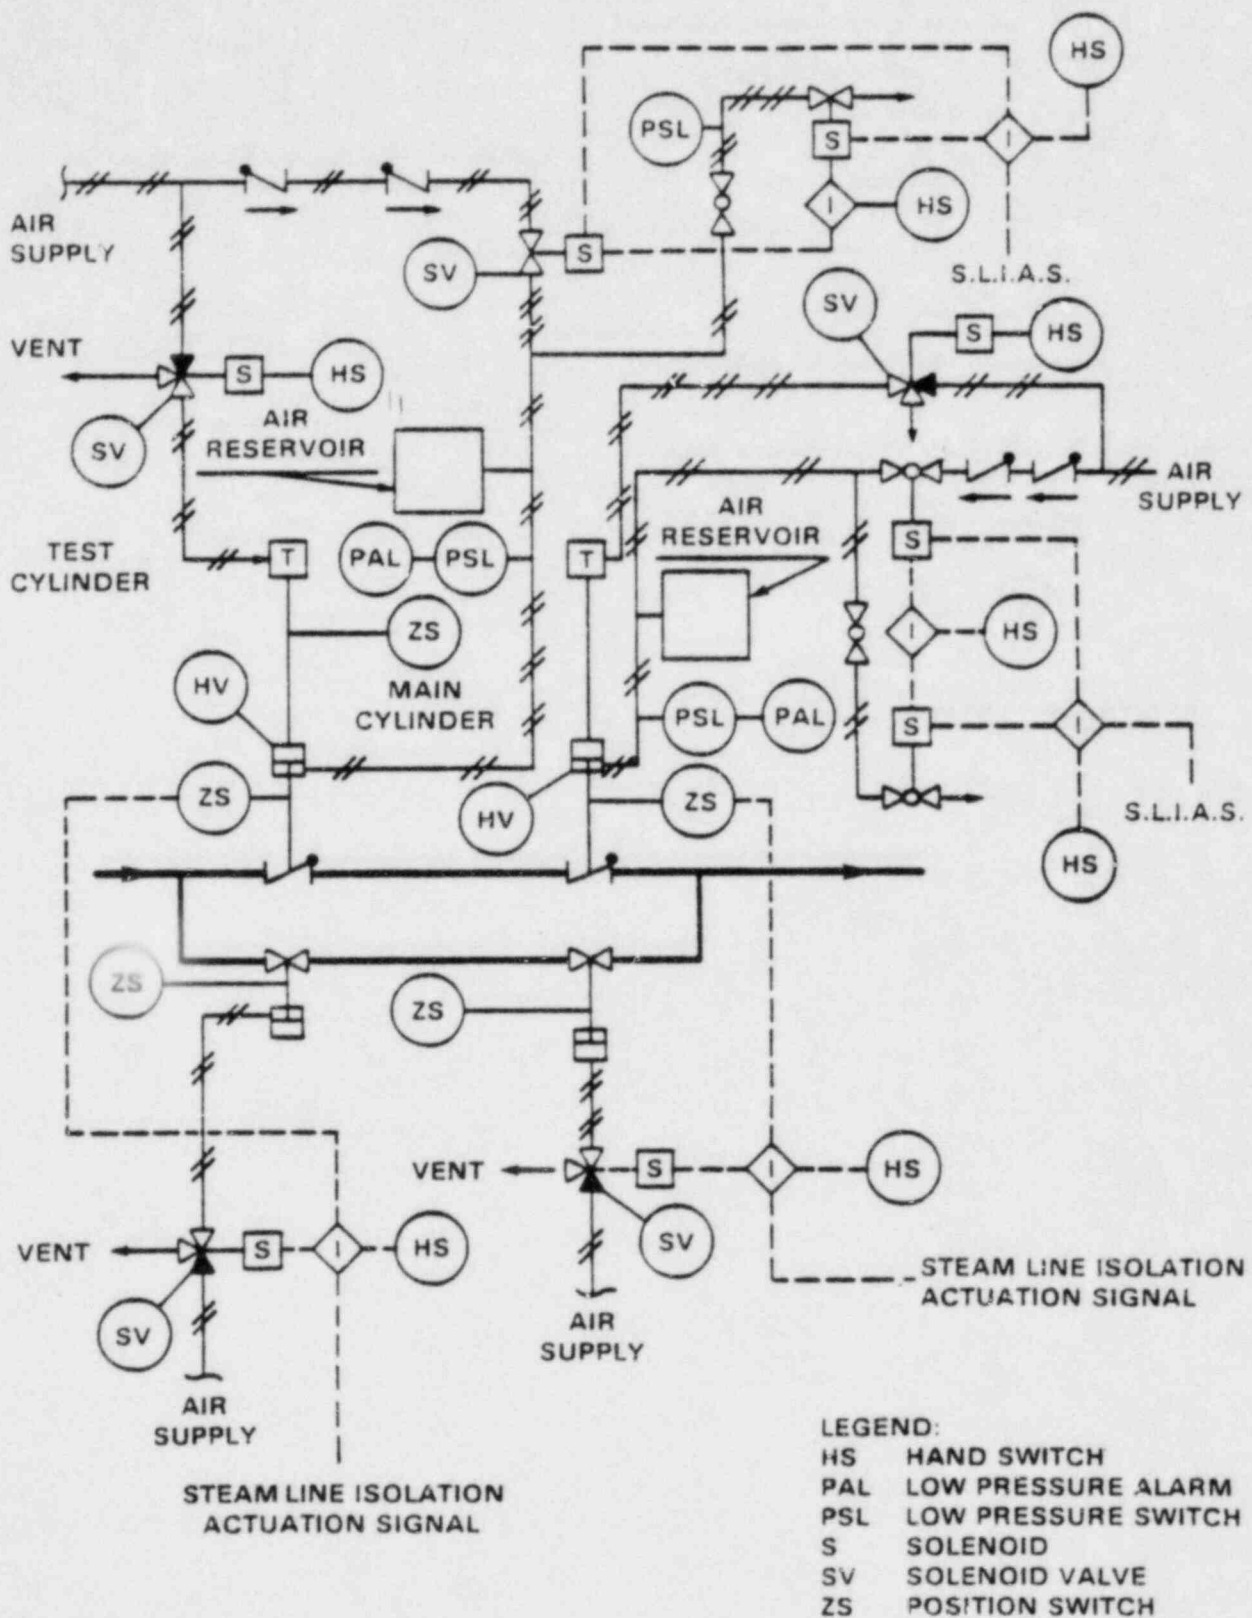 HS
PSL
S
I
I
HS
AIR
SUPPLY
SV
S
S.L.I.A.S.
SV
S
HS
VENT
S
HS
SV
AIR
RESERVOIR
AIR
SUPPLY
AIR
RESERVOIR
S
TEST
CYLINDER
T
PAL
PSL
T
ZS
I
HS
HV
MAIN
CYLINDER
PSL
PAL
S
I
ZS
HV
ZS
S.L.I.A.S.
HS
ZS
ZS
VENT
S
I
HS
VENT
S
I
HS
SV
SV
STEAM LINE ISOLATION
ACTUATION SIGNAL
AIR
SUPPLY
AIR
SUPPLY
STEAM LINE ISOLATION
ACTUATION SIGNAL
LEGEND:
HS HAND SWITCH
PAL LOW PRESSURE ALARM
PSL LOW PRESSURE SWITCH
S SOLENOID
SV SOLENOID VALVE
ZS POSITION SWITCH